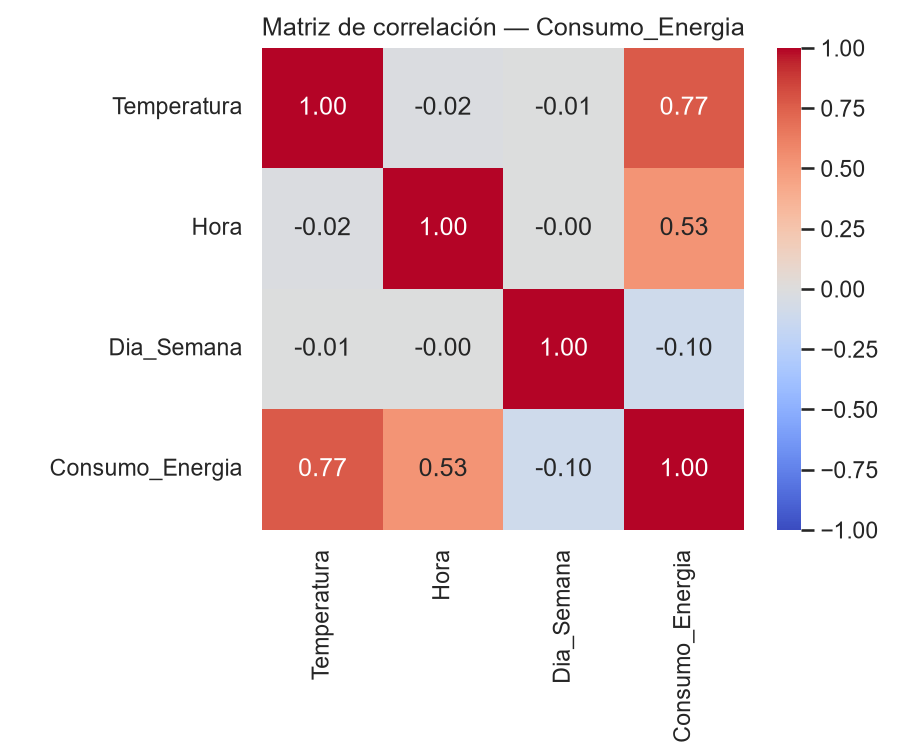 Matriz de correlación — Consumo_Energia
Temperatura 1.00 -0.02 -0.01 0.77
Hora -0.02 1.00 -0.00 0.53
Dia_Semana -0.01 -0.00 1.00 -0.10
Consumo_Energia 0.77 0.53 -0.10 1.00
Temperatura
Hora
Dia_Semana
Consumo_Energia
1.00
0.75
0.50
0.25
0.00
−0.25
−0.50
−0.75
−1.00